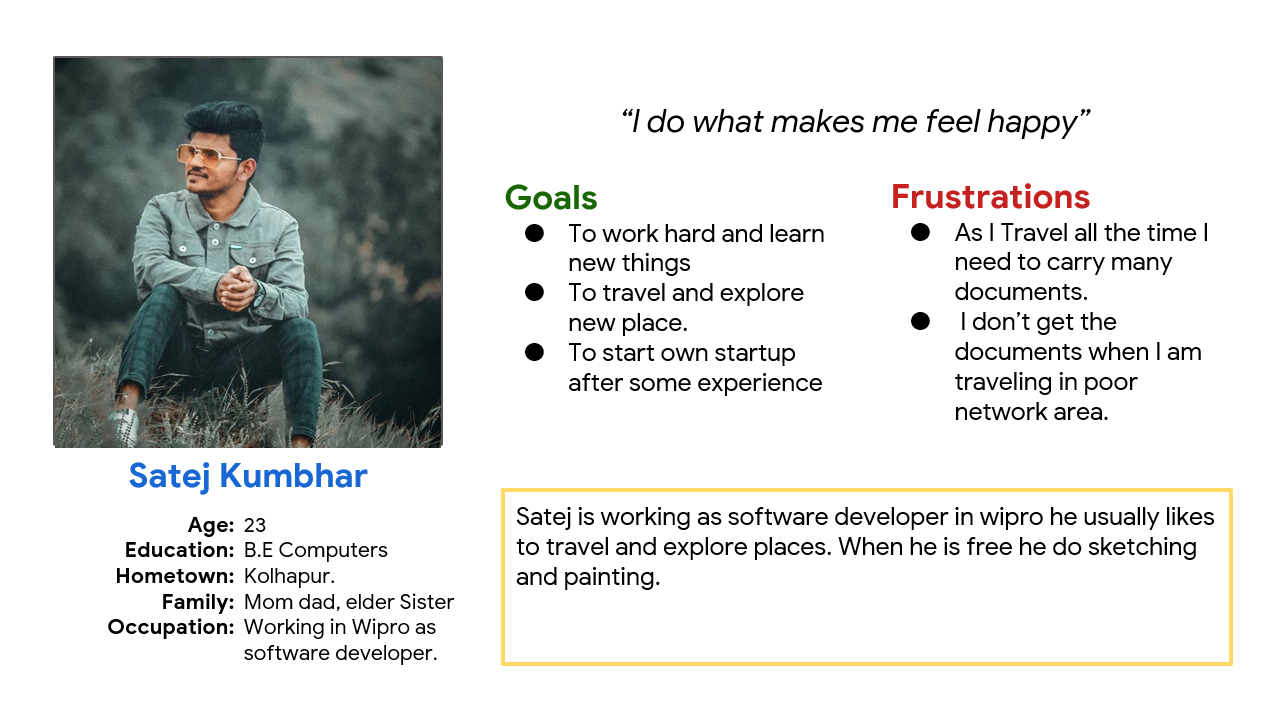 “I do what makes me feel happy”
Goals
● To work hard and learn
new things
● To travel and explore
new place.
● To start own startup
after some experience
Frustrations
● As I Travel all the time I
need to carry many
documents.
● I don’t get the
documents when I am
traveling in poor
network area.
Satej Kumbhar
Age: 23
Education: B.E Computers
Hometown: Kolhapur.
Family: Mom dad, elder Sister
Occupation: Working in Wipro as
software developer.
Satej is working as software developer in wipro he usually likes
to travel and explore places. When he is free he do sketching
and painting.